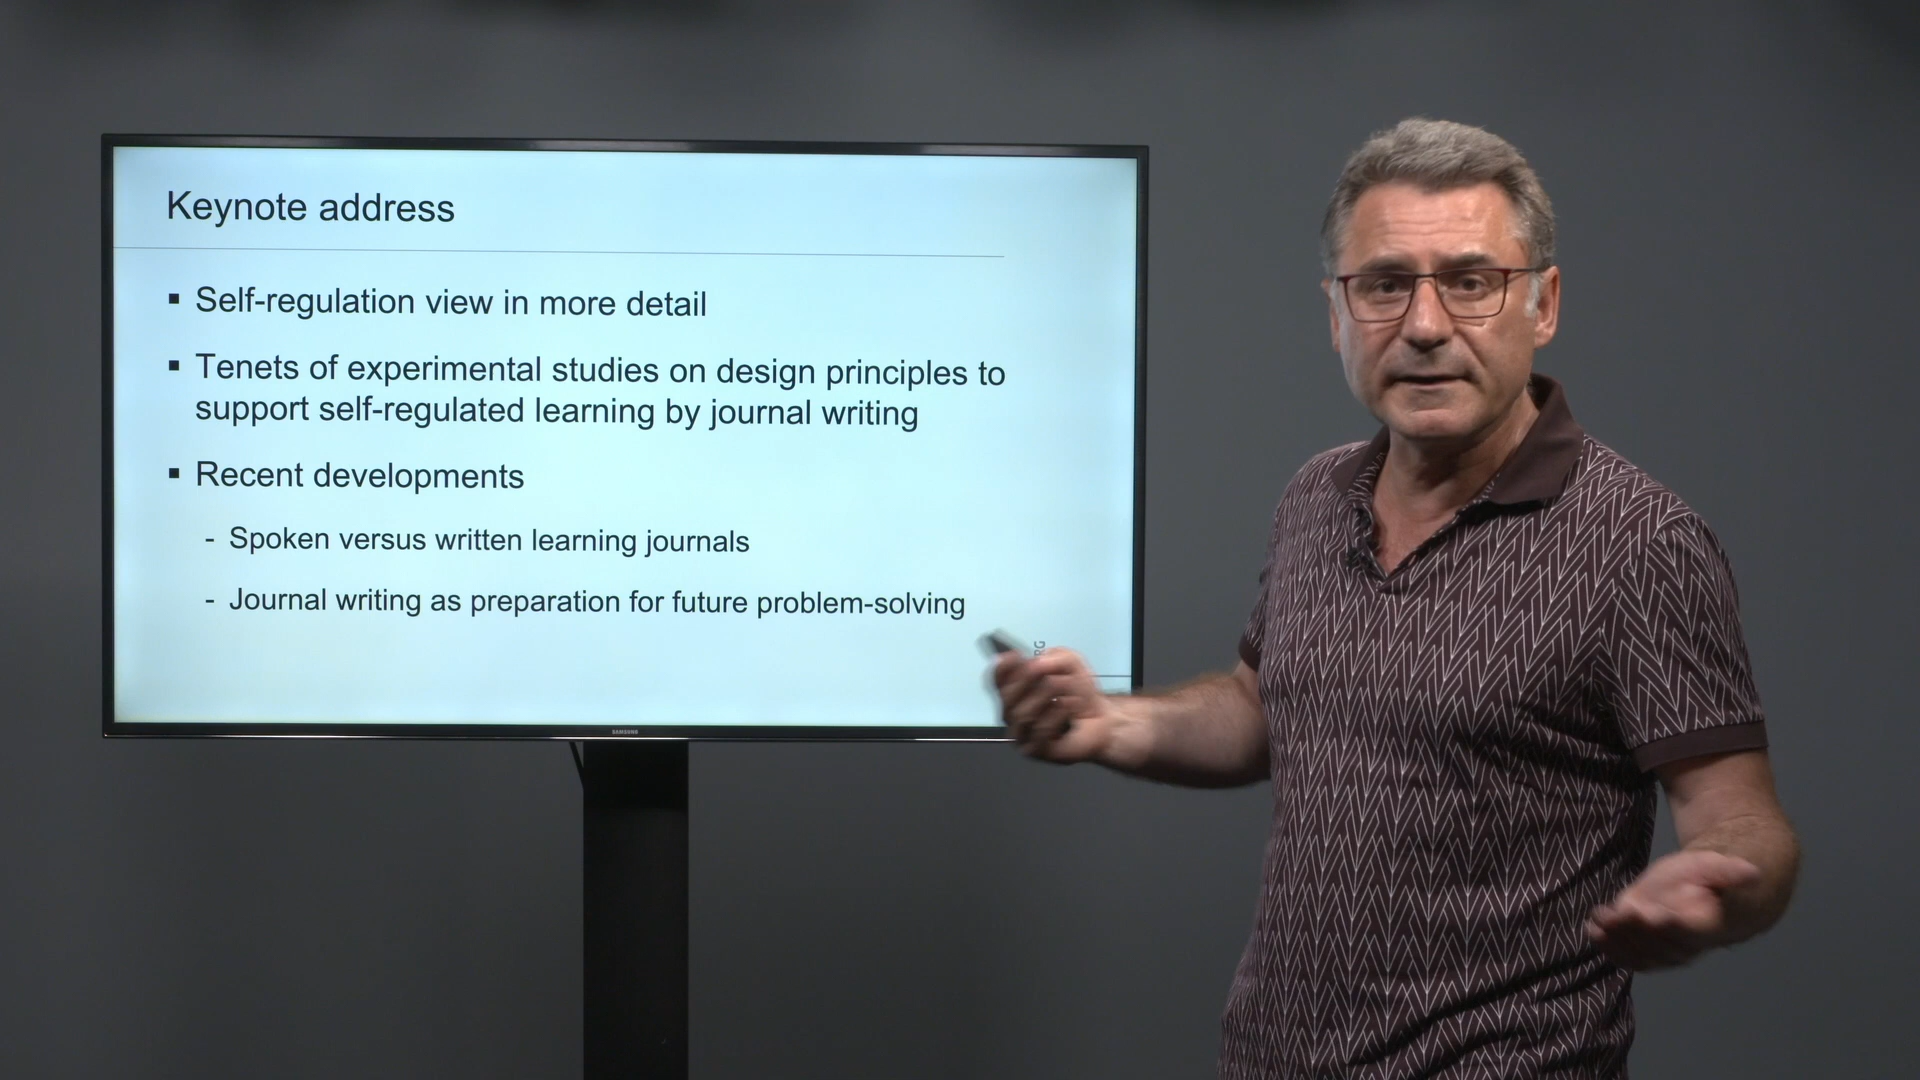 Keynote address
▪ Self-regulation view in more detail
▪ Tenets of experimental studies on design principles to
support self-regulated learning by journal writing
▪ Recent developments
- Spoken versus written learning journals
- Journal writing as preparation for future problem-solving
RG
SAMSUNG